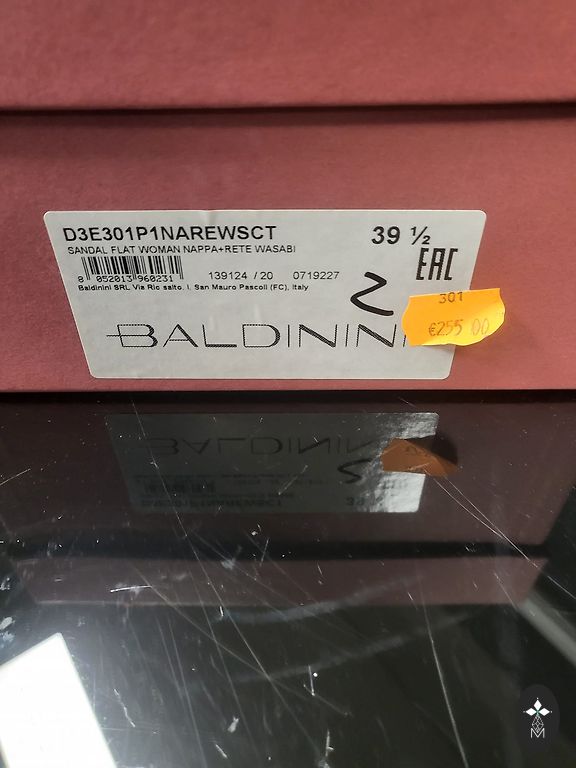 D3E301P1NAREWSCT 39 ½
SANDAL FLAT WOMAN NAPPA+RETE WASABI
EAC
8 052013 960231 139124 / 20 0719227
Baldinini SRL Via Rio salto, I, San Mauro Pascoli (FC), Italy
2
301
€255 00
BALDININI
M